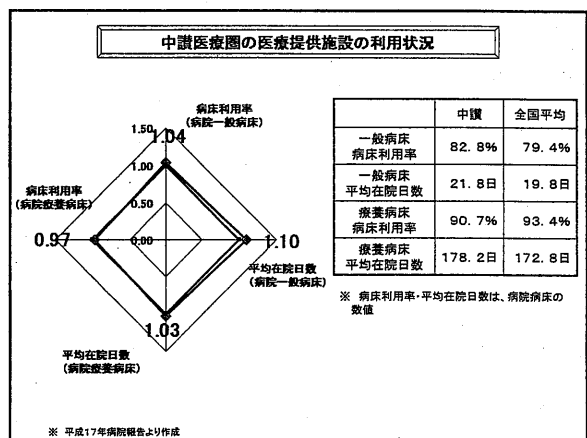 中讃医療圏の医療提供施設の利用状況
病床利用率
(病院一般病床)
1.50
1.04
1.00
0.50
0.00
病床利用率
(病院療養病床)
0.97
1.10
平均在院日数
(病院一般病床)
1.03
平均在院日数
(病院療養病床)
中讃 全国平均
一般病床
病床利用率 82.8% 79.4%
一般病床
平均在院日数 21.8日 19.8日
療養病床
病床利用率 90.7% 93.4%
療養病床
平均在院日数 178.2日 172.8日
※ 病床利用率・平均在院日数は、病院病床の
数値
※ 平成17年病院報告より作成